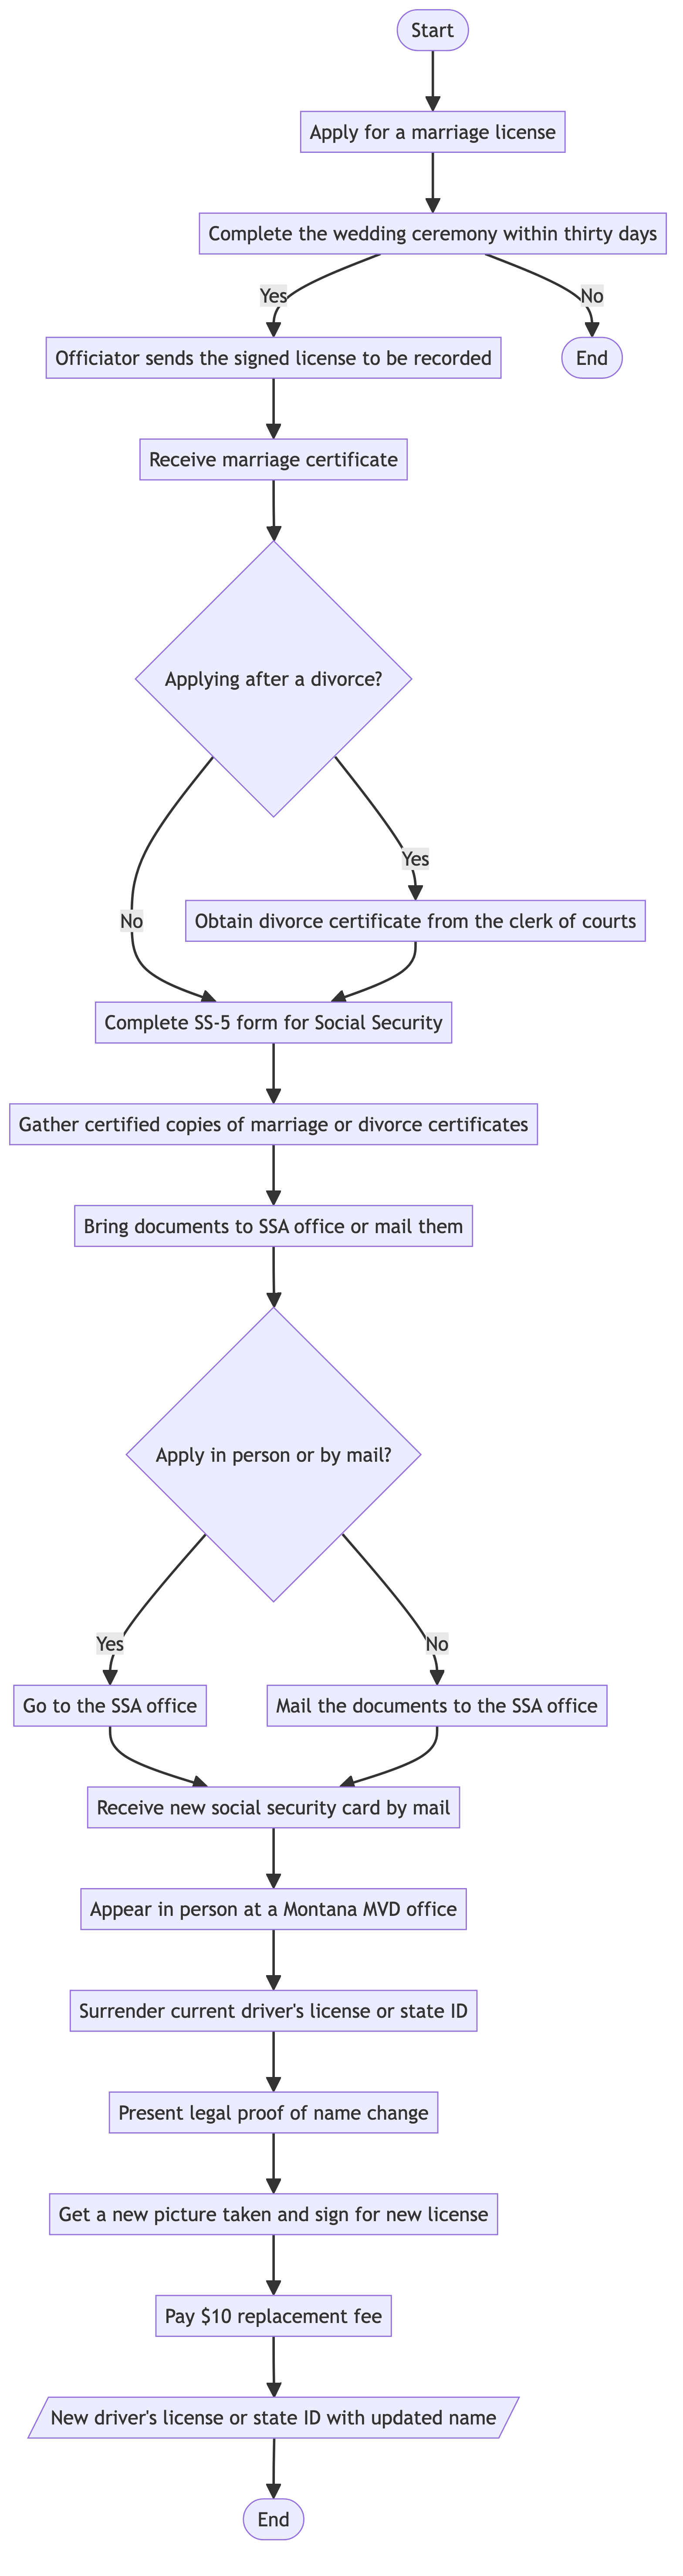 Start
Apply for a marriage license
Complete the wedding ceremony within thirty days
Yes
No
Officiator sends the signed license to be recorded
End
Receive marriage certificate
Applying after a divorce?
Yes
No
Obtain divorce certificate from the clerk of courts
Complete SS-5 form for Social Security
Gather certified copies of marriage or divorce certificates
Bring documents to SSA office or mail them
Apply in person or by mail?
Yes
No
Go to the SSA office
Mail the documents to the SSA office
Receive new social security card by mail
Appear in person at a Montana MVD office
Surrender current driver's license or state ID
Present legal proof of name change
Get a new picture taken and sign for new license
Pay $10 replacement fee
New driver's license or state ID with updated name
End